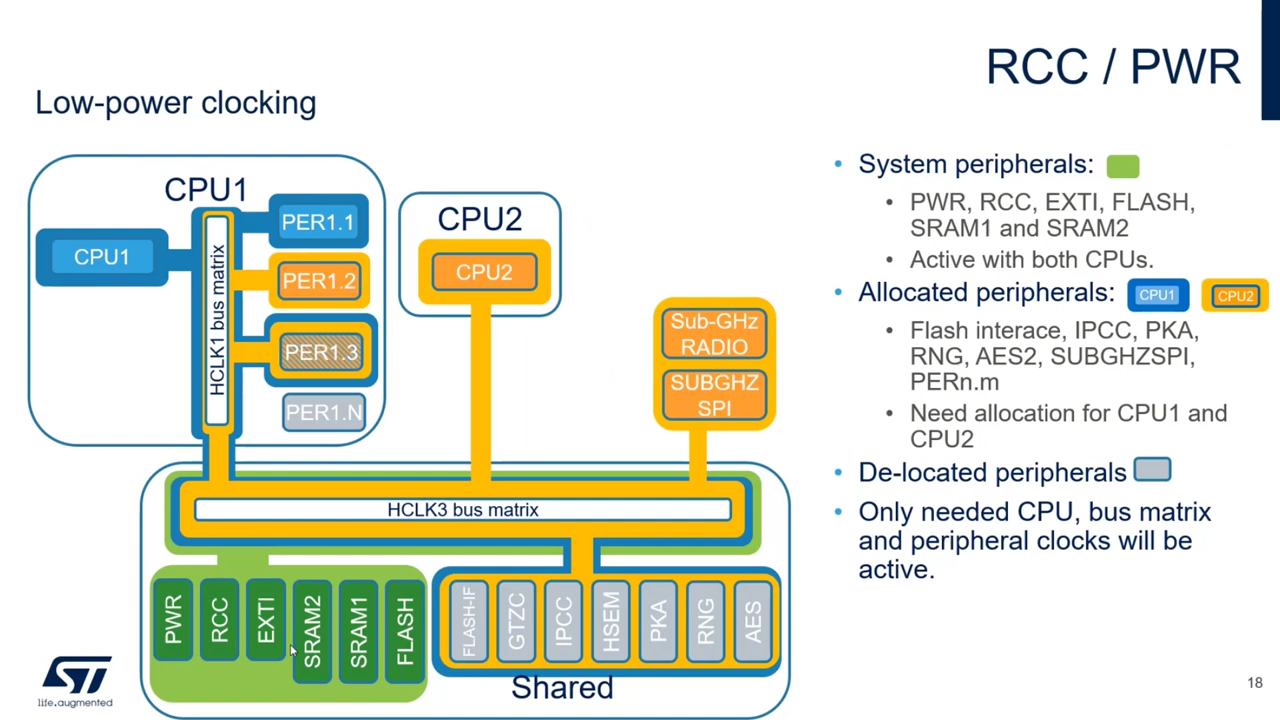 RCC / PWR
Low-power clocking
CPU1
CPU1
HCLK1 bus matrix
PER1.1
PER1.2
PER1.3
PER1.N
CPU2
CPU2
Sub-GHz
RADIO
SUBGHZ
SPI
HCLK3 bus matrix
PWR
RCC
EXTI
SRAM2
SRAM1
FLASH
FLASH-IF
GTZC
IPCC
HSEM
PKA
RNG
AES
Shared
• System peripherals:
• PWR, RCC, EXTI, FLASH,
SRAM1 and SRAM2
• Active with both CPUs.
• Allocated peripherals: CPU1 CPU2
• Flash interace, IPCC, PKA,
RNG, AES2, SUBGHZSPI,
PERn.m
• Need allocation for CPU1 and
CPU2
• De-located peripherals
• Only needed CPU, bus matrix
and peripheral clocks will be
active.
ST
life.augmented
18